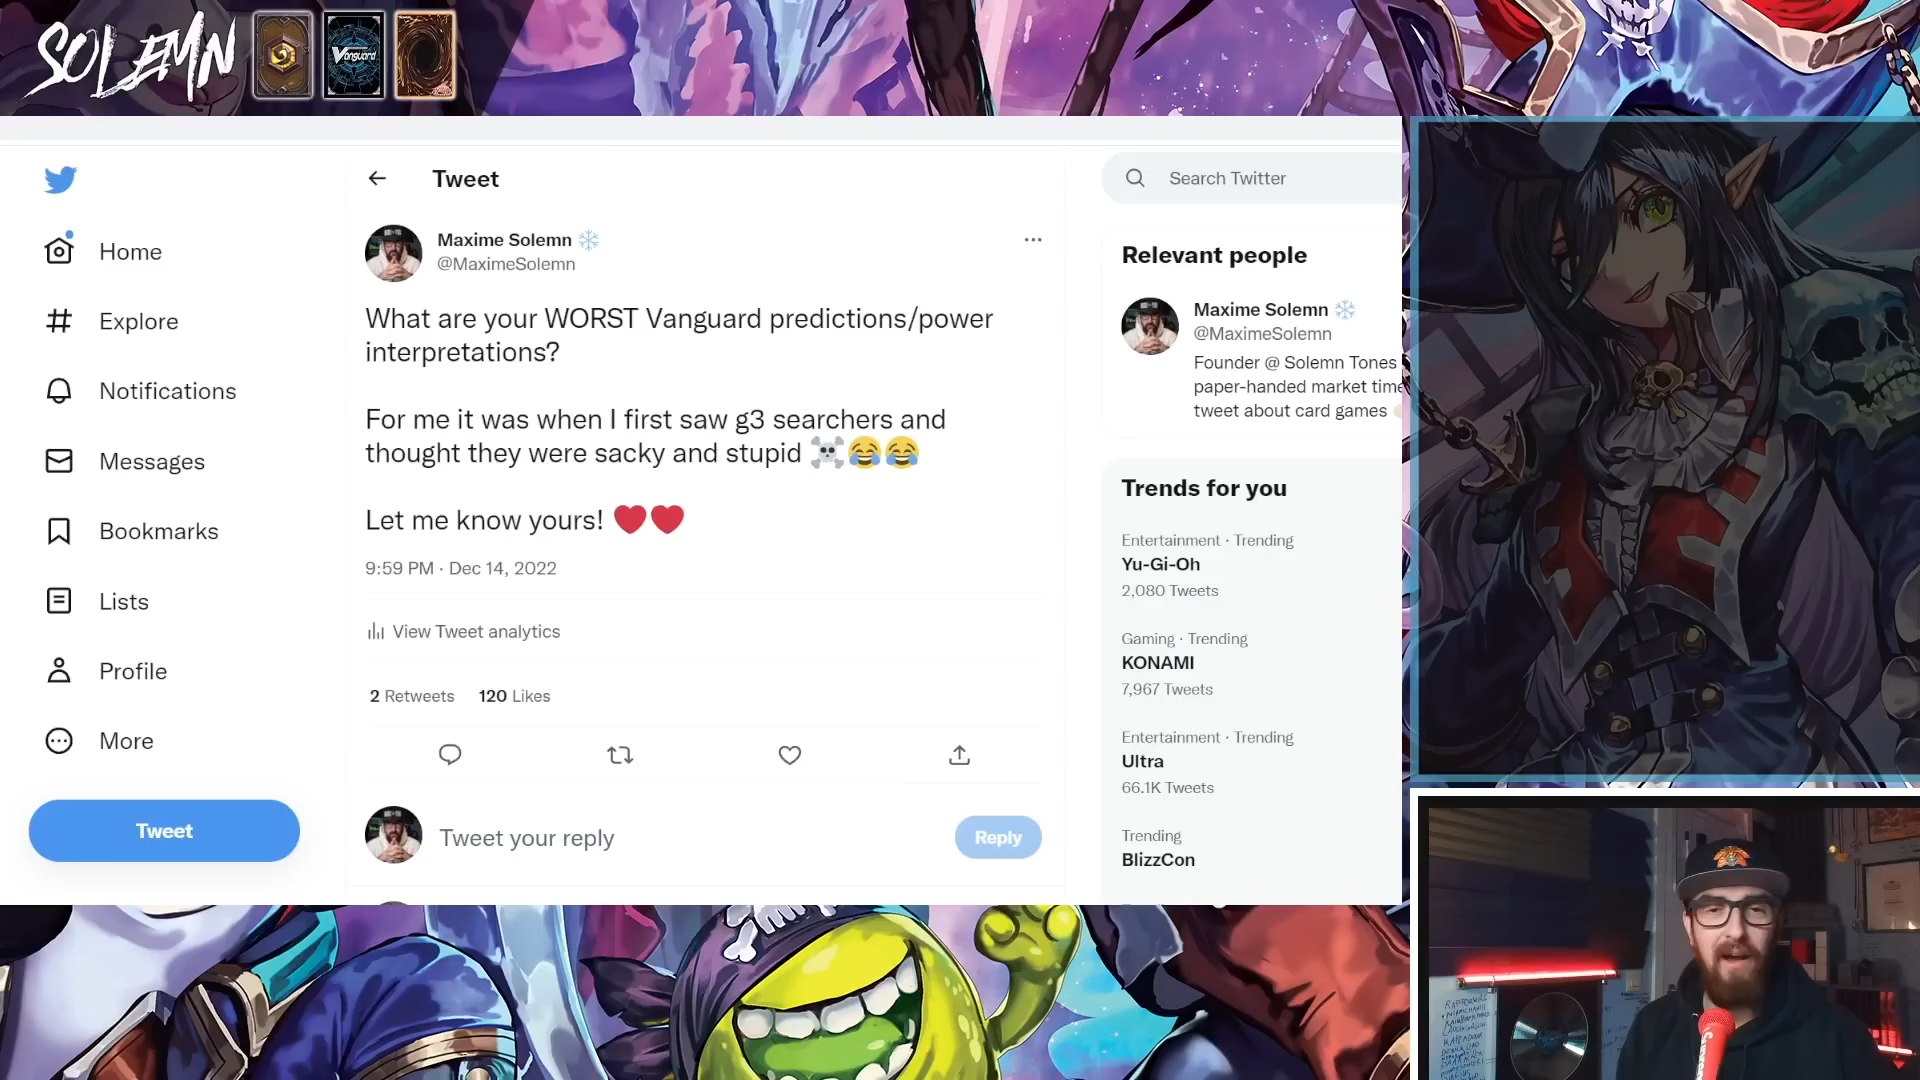 SOLEMN
Vanguard
Tweet
Search Twitter
Home
Explore
Notifications
Messages
Bookmarks
Lists
Profile
More
Tweet
Maxime Solemn
@MaximeSolemn
What are your WORST Vanguard predictions/power
interpretations?
For me it was when I first saw g3 searchers and
thought they were sacky and stupid ☠️😂😂
Let me know yours! ❤️❤️
9:59 PM · Dec 14, 2022
View Tweet analytics
2 Retweets 120 Likes
Tweet your reply
Reply
Relevant people
Maxime Solemn
@MaximeSolemn
Founder @ Solemn Tones
paper-handed market time
tweet about card games
Trends for you
Entertainment · Trending
Yu-Gi-Oh
2,080 Tweets
Gaming · Trending
KONAMI
7,967 Tweets
Entertainment · Trending
Ultra
66.1K Tweets
Trending
BlizzCon